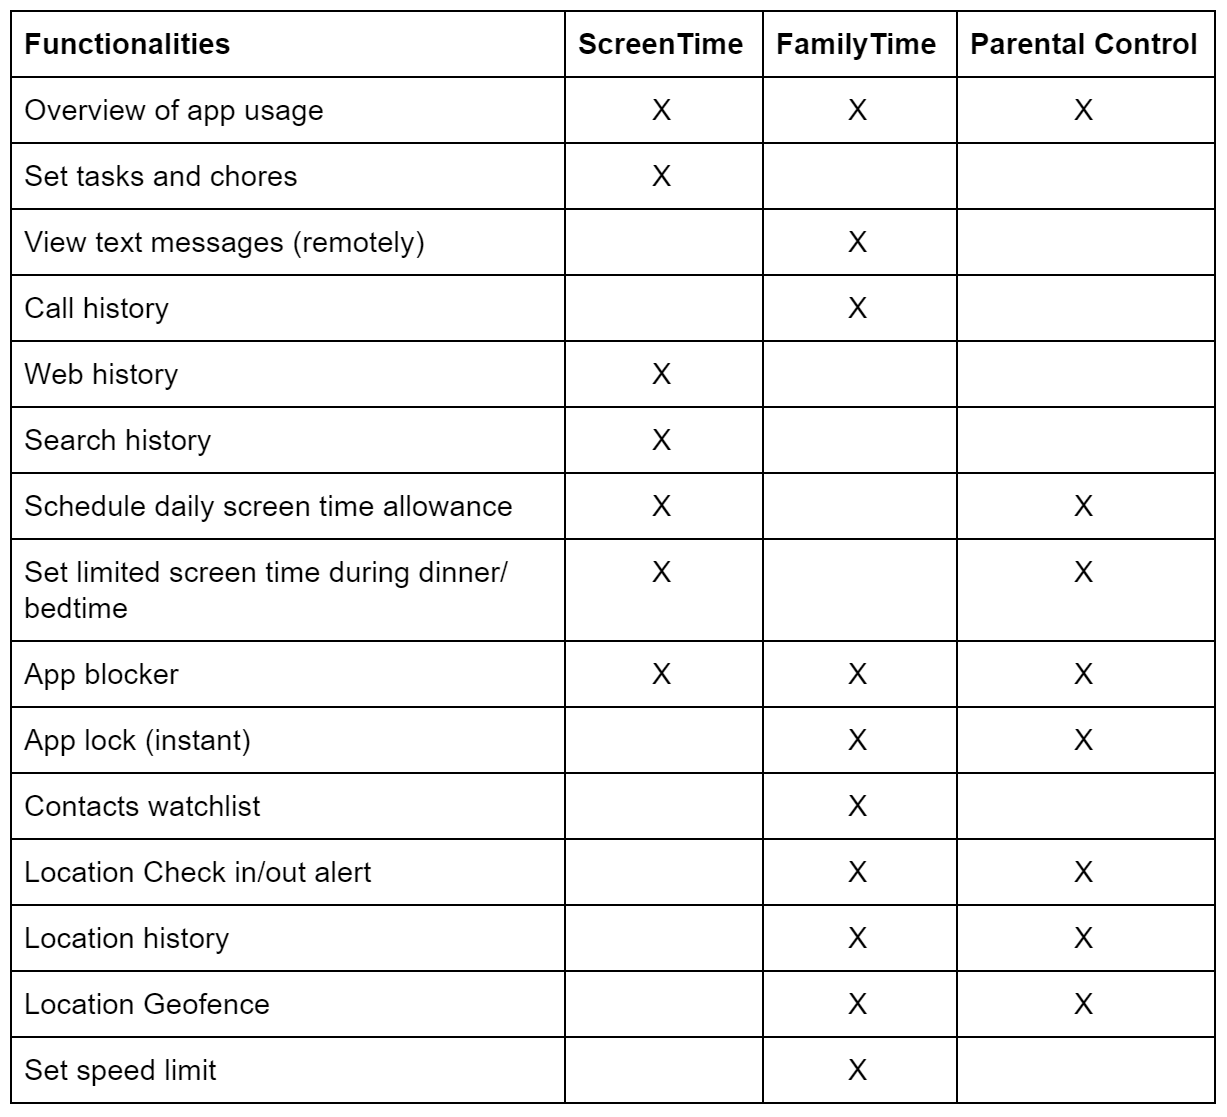 Functionalities ScreenTime FamilyTime Parental Control
Overview of app usage X X X
Set tasks and chores X
View text messages (remotely) X
Call history X
Web history X
Search history X
Schedule daily screen time allowance X X
Set limited screen time during dinner/ X X
bedtime
App blocker X X X
App lock (instant) X X
Contacts watchlist X
Location Check in/out alert X X
Location history X X
Location Geofence X X
Set speed limit X